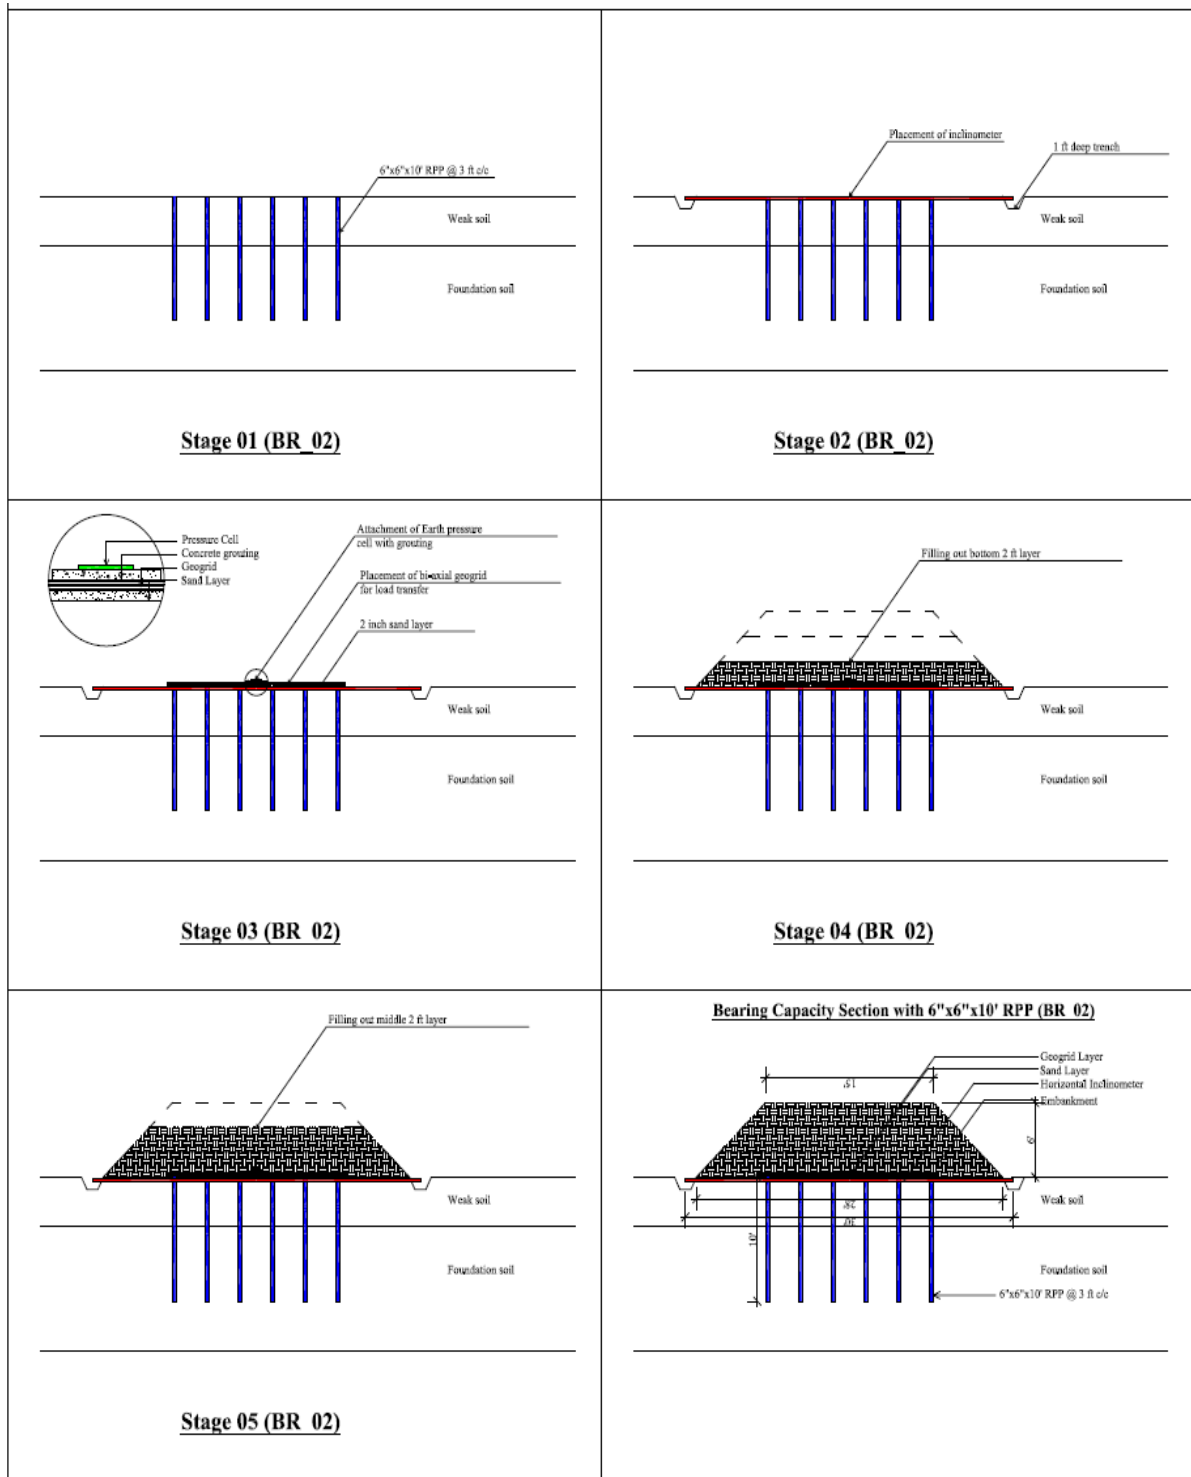 6"x6"x10' RPP @ 3 ft c/c
Weak soil
Foundation soil
Stage 01 (BR_02)
Placement of inclinometer
1 ft deep trench
Weak soil
Foundation soil
Stage 02 (BR_02)
Pressure Cell
Concrete grouting
Geogrid
Sand Layer
Attachment of Earth pressure
cell with grouting
Placement of bi-axial geogrid
for load transfer
2 inch sand layer
Weak soil
Foundation soil
Stage 03 (BR_02)
Filling out bottom 2 ft layer
Weak soil
Foundation soil
Stage 04 (BR_02)
Filling out middle 2 ft layer
Weak soil
Foundation soil
Stage 05 (BR_02)
Bearing Capacity Section with 6"x6"x10' RPP (BR_02)
Geogrid Layer
Sand Layer
Horizontal Inclinometer
Embankment
15'
6'
Weak soil
28'
30'
10'
Foundation soil
6"x6"x10' RPP @ 3 ft c/c